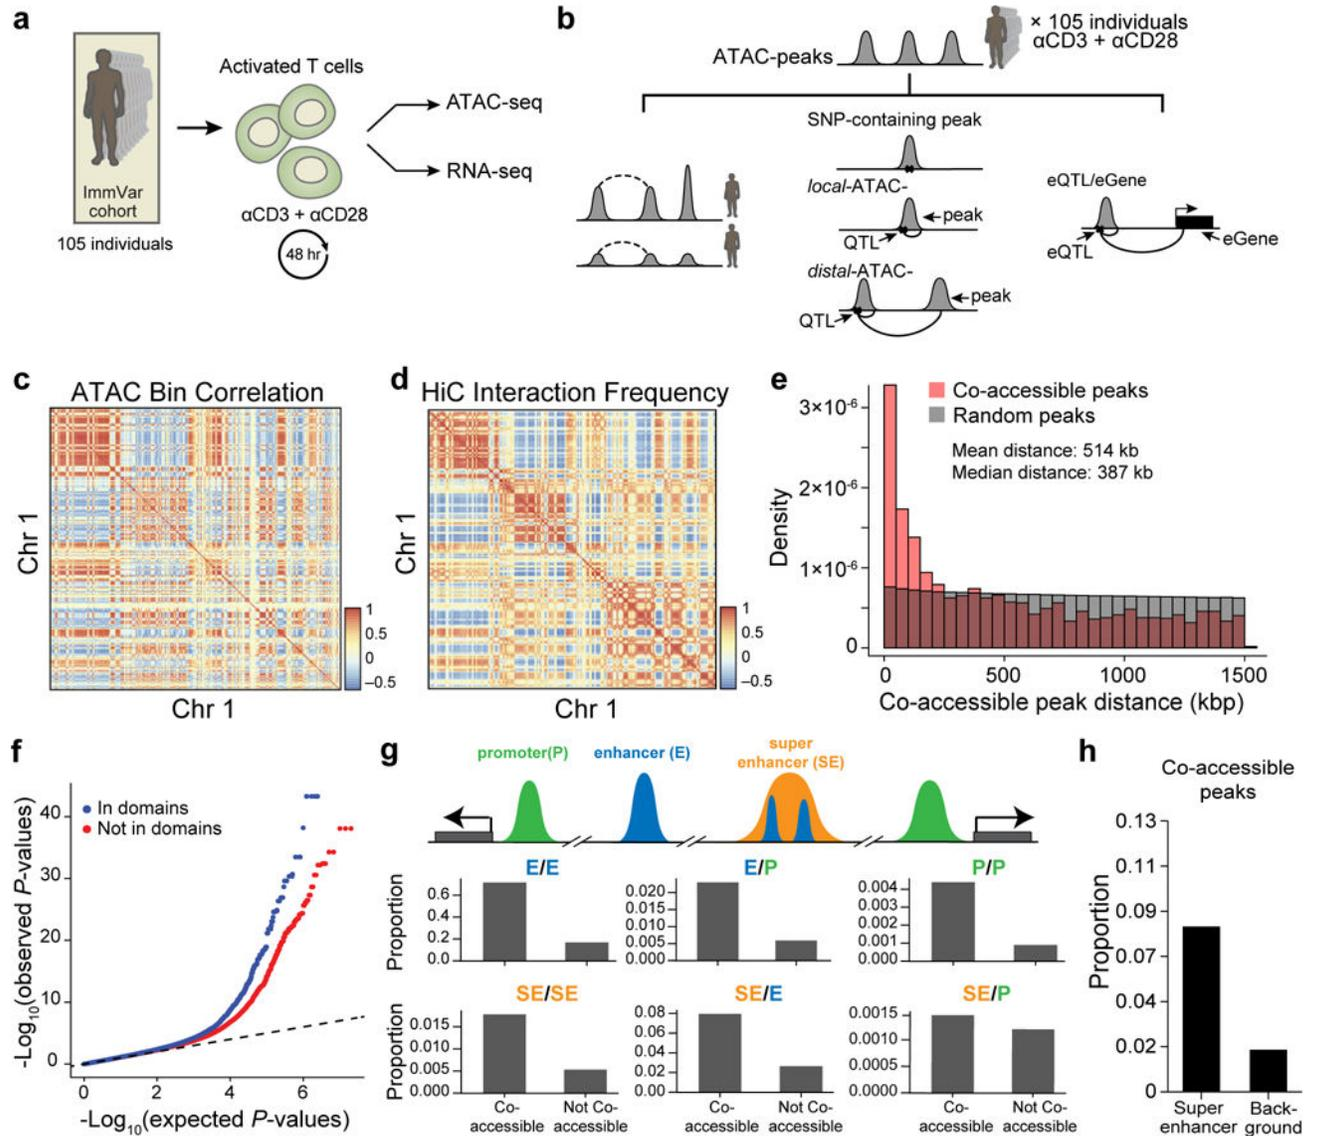 a
ImmVar
cohort
105 individuals
Activated T cells
αCD3 + αCD28
48 hr
ATAC-seq
RNA-seq
b
ATAC-peaks
× 105 individuals
αCD3 + αCD28
SNP-containing peak
local-ATAC-
peak
QTL
distal-ATAC-
peak
QTL
eQTL/eGene
eQTL
eGene
c
ATAC Bin Correlation
Chr 1
Chr 1
1
0.5
0
–0.5
d
HiC Interaction Frequency
Chr 1
Chr 1
1
0.5
0
–0.5
e
Co-accessible peaks
Random peaks
Mean distance: 514 kb
Median distance: 387 kb
Density
3×10-6
2×10-6
1×10-6
0
0 500 1000 1500
Co-accessible peak distance (kbp)
f
In domains
Not in domains
-Log10(observed P-values)
40
30
20
10
0
0 2 4 6
-Log10(expected P-values)
g
promoter(P)
enhancer (E)
super
enhancer (SE)
E/E
Proportion
0.6
0.4
0.2
0.0
E/P
0.020
0.015
0.010
0.005
0.000
P/P
0.004
0.003
0.002
0.001
0.000
SE/SE
Proportion
0.015
0.010
0.005
0.000
Co-
accessible
Not Co-
accessible
SE/E
0.08
0.06
0.04
0.02
0.00
Co-
accessible
Not Co-
accessible
SE/P
0.0015
0.0010
0.0005
0.0000
Co-
accessible
Not Co-
accessible
h
Co-accessible
peaks
Proportion
0.13
0.11
0.09
0.07
0.04
0.02
0
Super
enhancer
Back-
ground